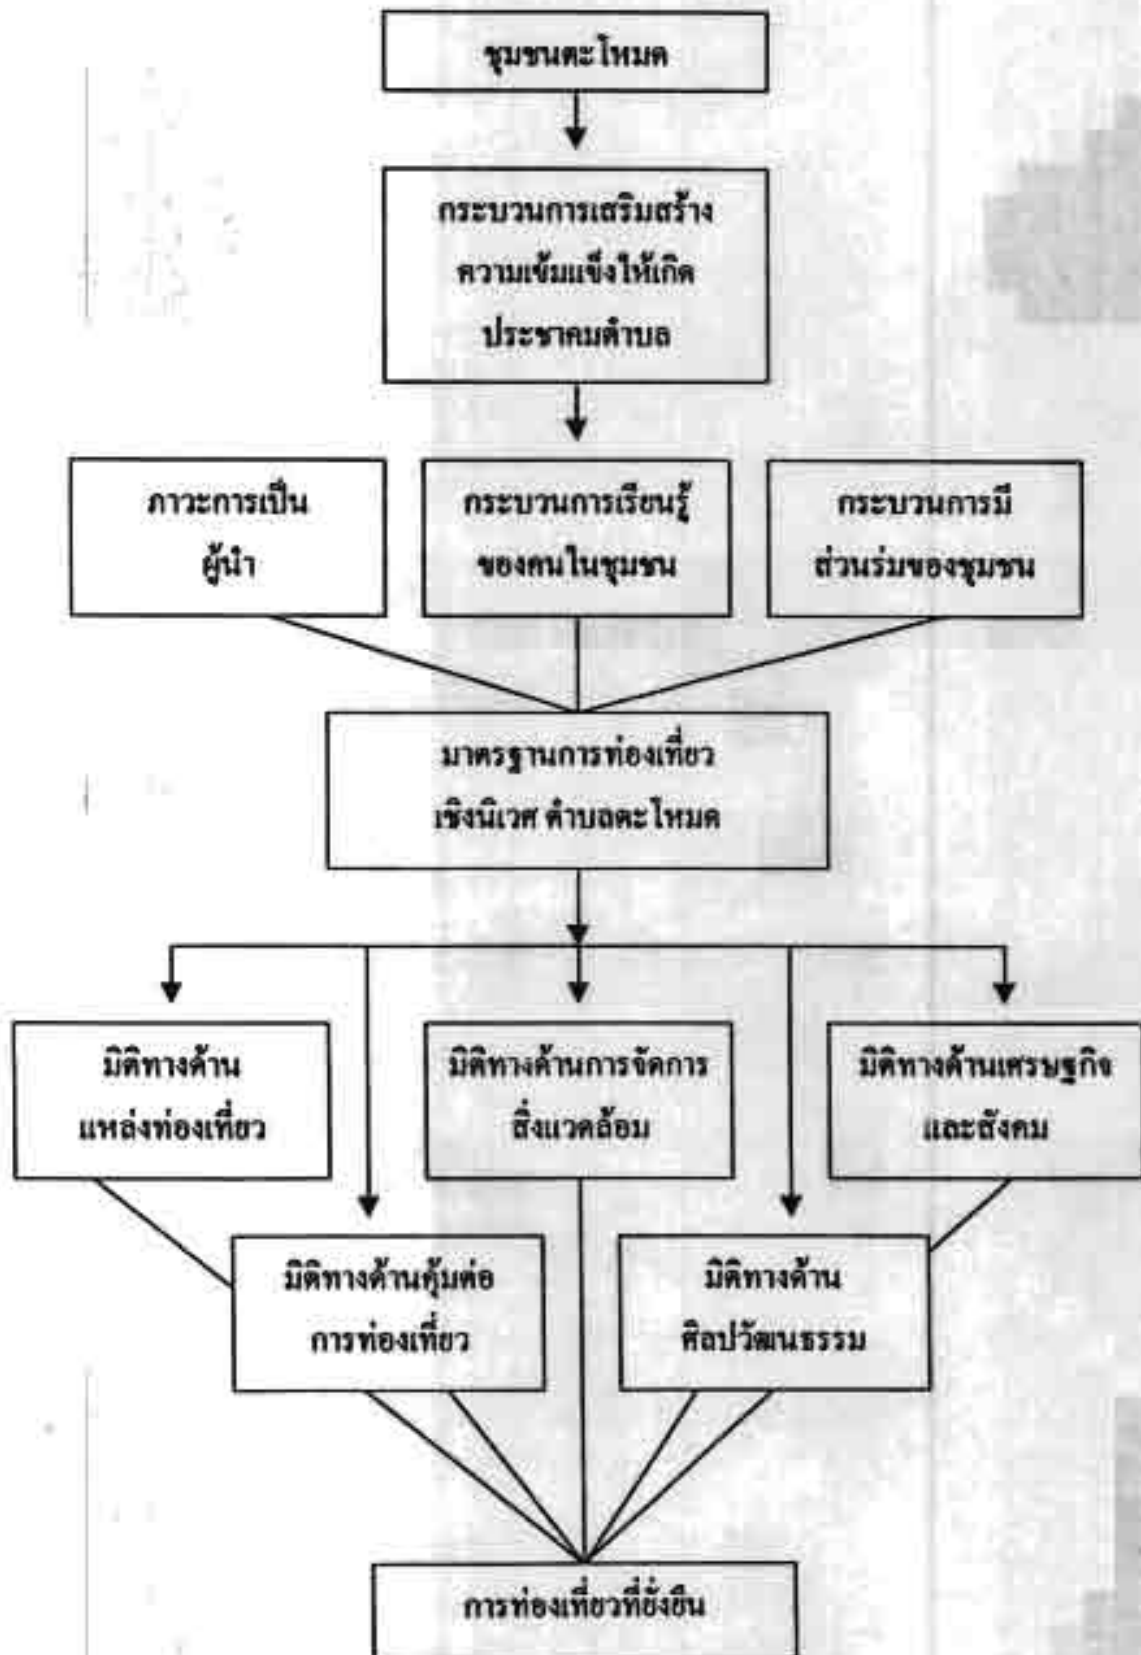 ชุมชนตะโหมด
กระบวนการเสริมสร้าง
ความเข้มแข็งให้เกิด
ประชาคมตำบล
ภาวะการเป็น
ผู้นำ
กระบวนการเรียนรู้
ของคนในชุมชน
กระบวนการมี
ส่วนร่มของชุมชน
มาตรฐานการท่องเที่ยว
เชิงนิเวศ ตำบลตะโหมด
มิติทางด้าน
แหล่งท่องเที่ยว
มิติทางด้านการจัดการ
สิ่งแวดล้อม
มิติทางด้านเศรษฐกิจ
และสังคม
มิติทางด้านคุ้มต่อ
การท่องเที่ยว
มิติทางด้าน
ศิลปวัฒนธรรม
การท่องเที่ยวที่ยั่งยืน